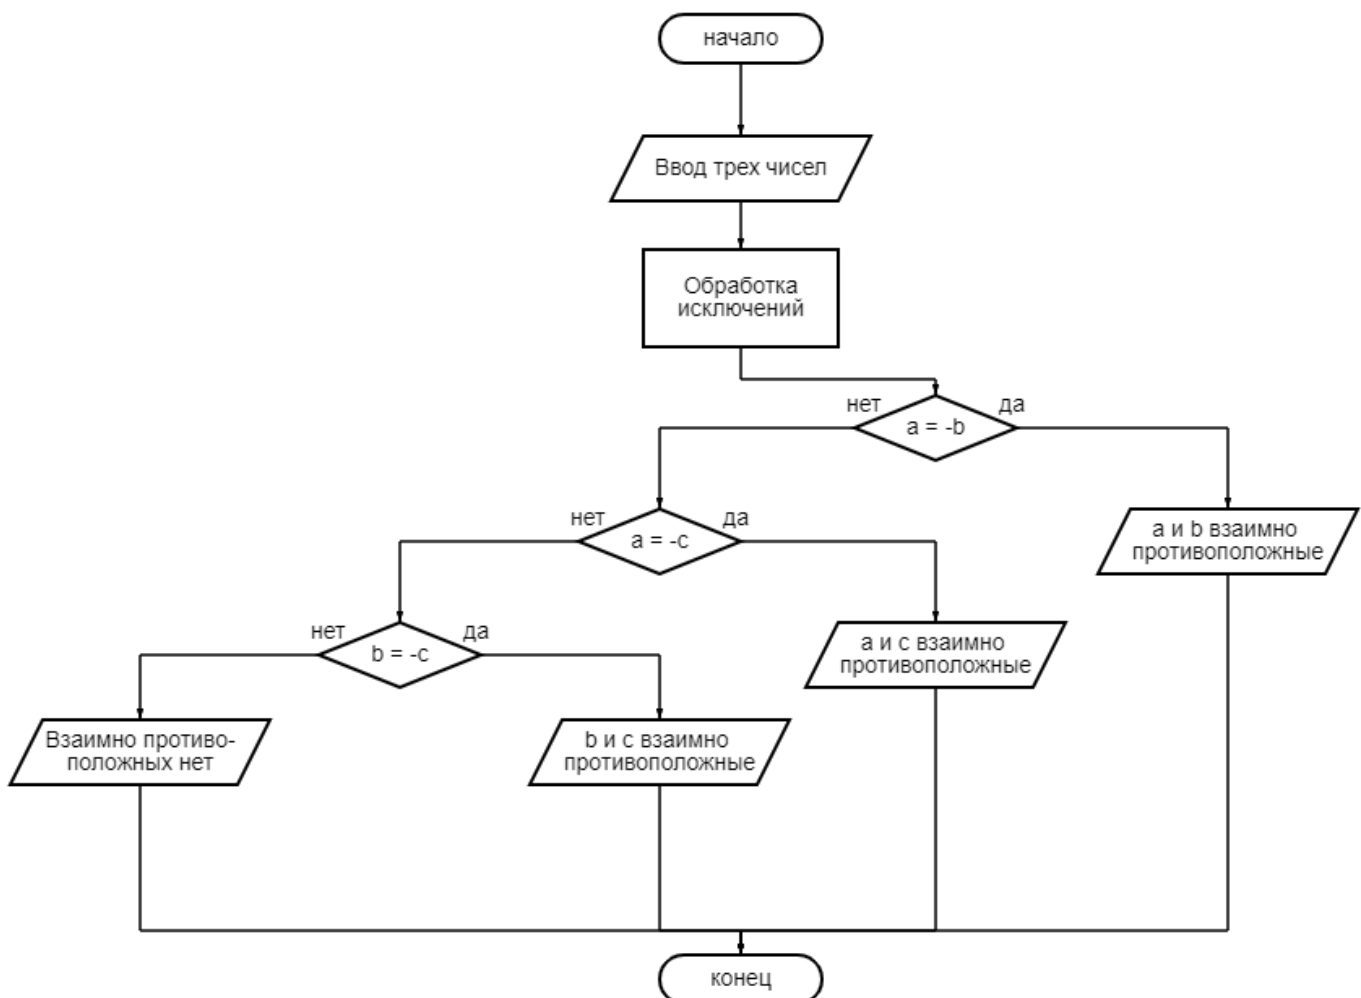 начало
Ввод трех чисел
Обработка
исключений
нет
да
a = -b
нет
да
a = -c
a и b взаимно
противоположные
нет
да
b = -c
a и c взаимно
противоположные
Взаимно противо-
положных нет
b и c взаимно
противоположные
конец